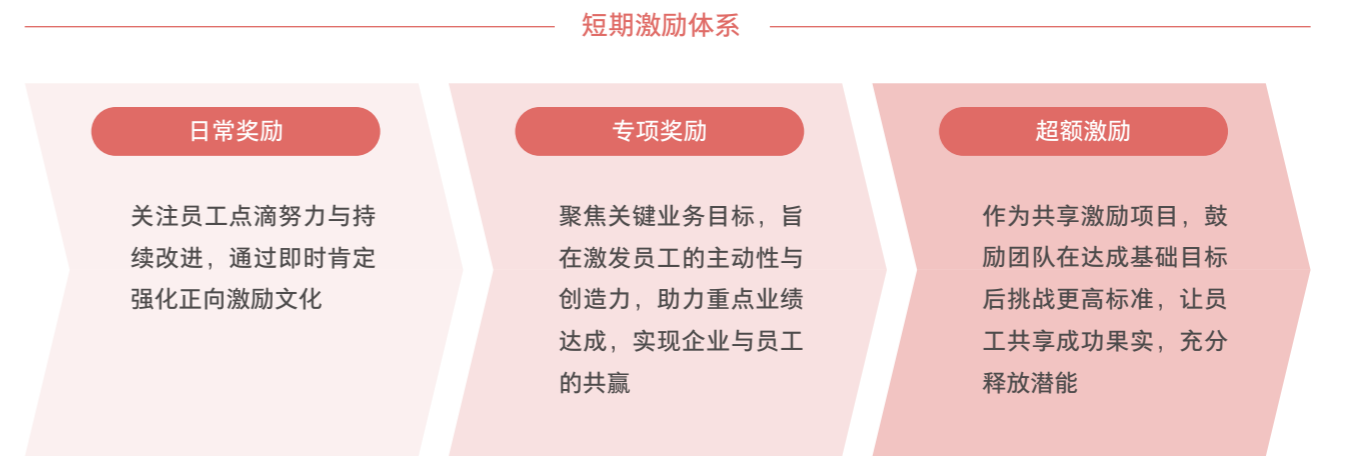 短期激励体系
日常奖励
关注员工点滴努力与持
续改进，通过即时肯定
强化正向激励文化
专项奖励
聚焦关键业务目标，旨
在激发员工的主动性与
创造力，助力重点业绩
达成，实现企业与员工
的共赢
超额激励
作为共享激励项目，鼓
励团队在达成基础目标
后挑战更高标准，让员
工共享成功果实，充分
释放潜能